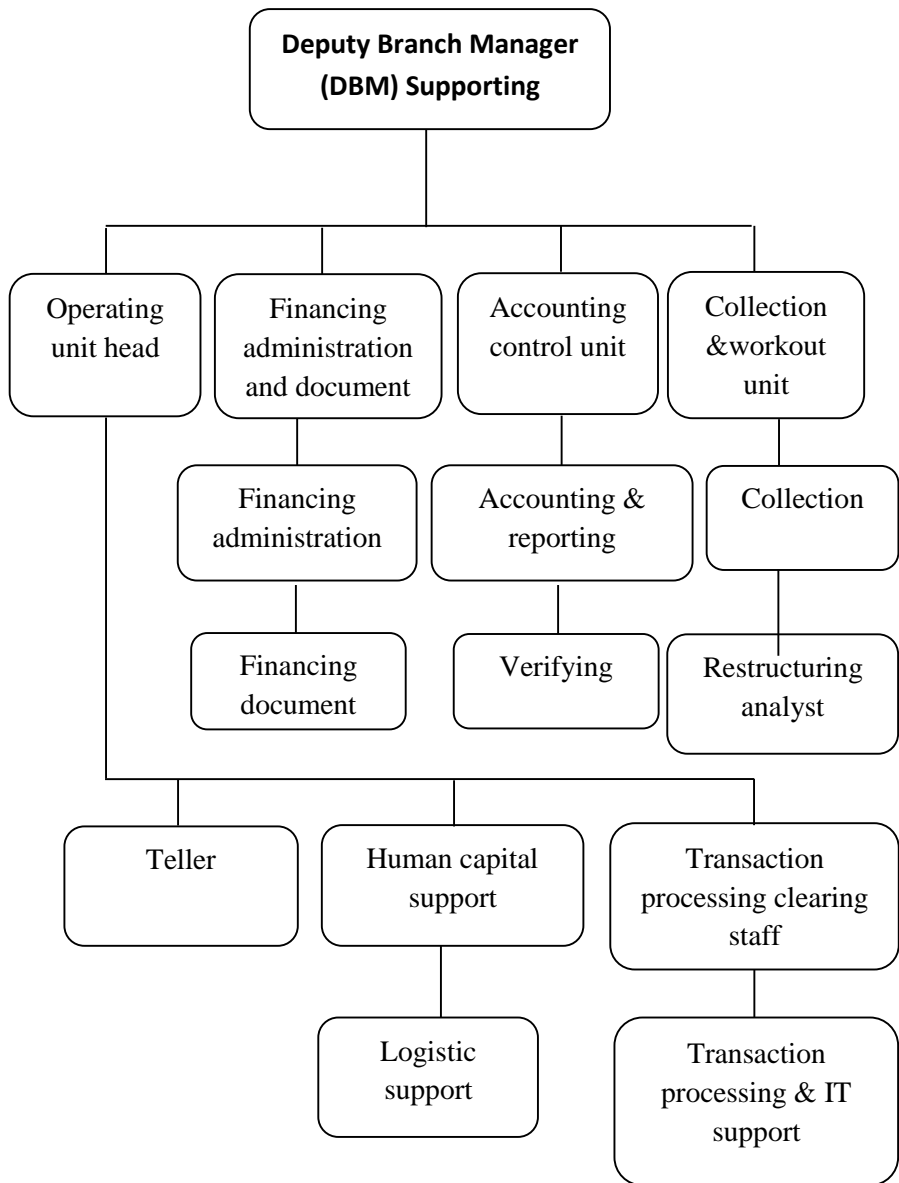 Deputy Branch Manager
(DBM) Supporting
Operating
unit head
Financing
administration
and document
Accounting
control unit
Collection
&workout
unit
Financing
administration
Accounting &
reporting
Collection
Financing
document
Verifying
Restructuring
analyst
Teller
Human capital
support
Transaction
processing clearing
staff
Logistic
support
Transaction
processing & IT
support